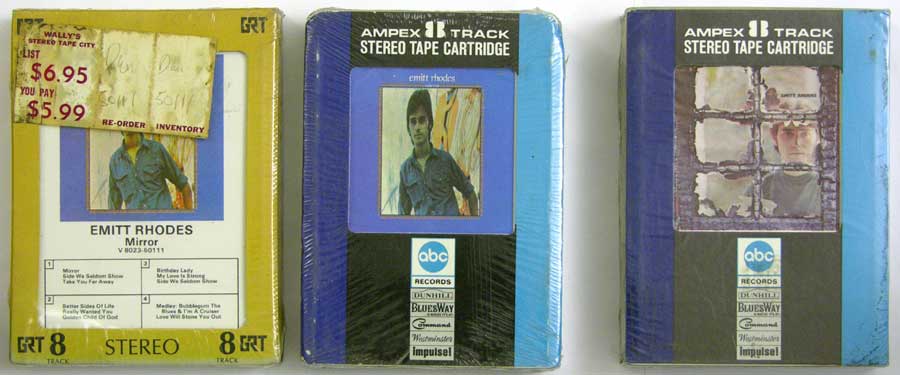 GRT
WALLY'S
STEREO TAPE CITY
LIST
$6.95
YOU PAY
$5.99
RE-ORDER INVENTORY
EMITT RHODES
Mirror
V 8023-50111
1
Mirror
Side We Seldom Show
Take You Far Away
3
Birthday Lady
My Love Is Strong
Side We Seldom Show
2
Better Sides Of Life
Really Wanted You
Golden Child Of God
4
Medley: Bubblegum The
Blues & I'm A Cruiser
Love Will Stone You Out
GRT 8 TRACK STEREO 8 TRACK GRT
AMPEX 8 TRACK
STEREO TAPE CARTRIDGE
emitt rhodes
abc
RECORDS
DUNHILL
BLUESWAY
Command
Westminster
impulse!
AMPEX 8 TRACK
STEREO TAPE CARTRIDGE
EMITT RHODES
abc
RECORDS
DUNHILL
BLUESWAY
Command
Westminster
impulse!